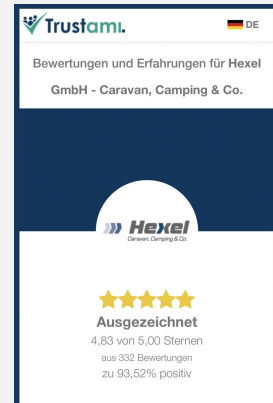 Trustami.
DE
Bewertungen und Erfahrungen für Hexel
GmbH - Caravan, Camping & Co.
Hexel
Caravan, Camping & Co.
Ausgezeichnet
4,83 von 5,00 Sternen
aus 332 Bewertungen
zu 93,52% positiv